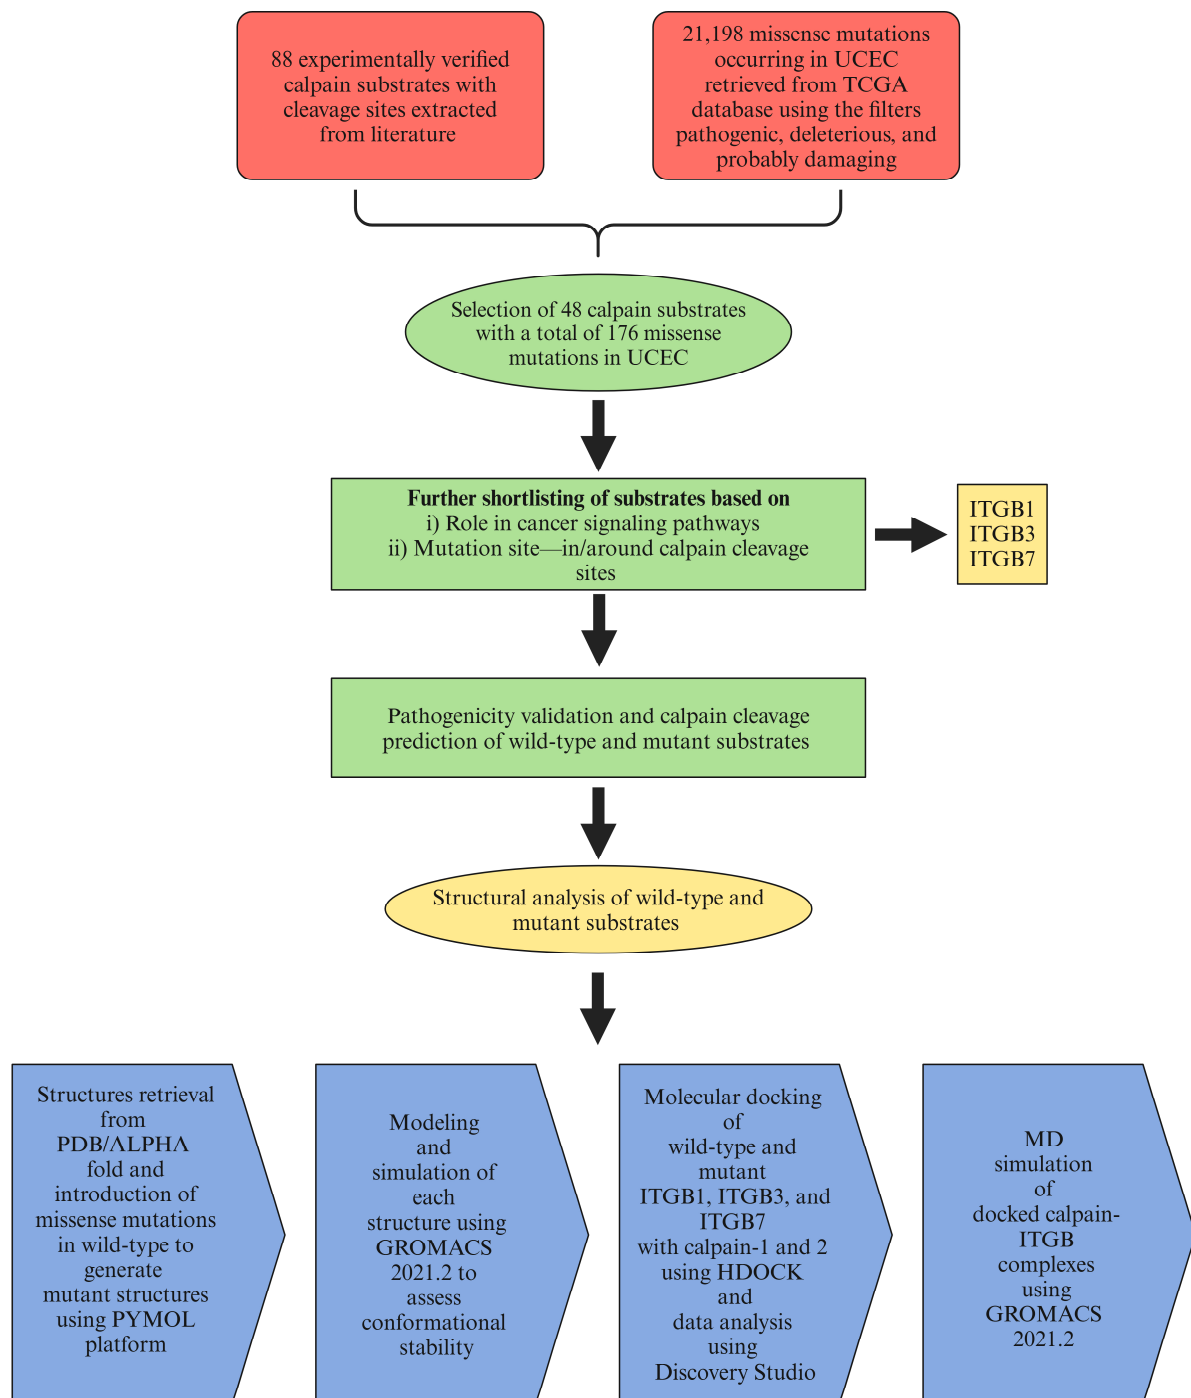 88 experimentally verified
calpain substrates with
cleavage sites extracted
from literature
21,198 missense mutations
occurring in UCEC
retrieved from TCGA
database using the filters
pathogenic, deleterious, and
probably damaging
Selection of 48 calpain substrates
with a total of 176 missense
mutations in UCEC
Further shortlisting of substrates based on
i) Role in cancer signaling pathways
ii) Mutation site—in/around calpain cleavage
sites
ITGB1
ITGB3
ITGB7
Pathogenicity validation and calpain cleavage
prediction of wild-type and mutant substrates
Structural analysis of wild-type and
mutant substrates
Structures retrieval
from
PDB/ALPHA
fold and
introduction of
missense mutations
in wild-type to
generate
mutant structures
using PYMOL
platform
Modeling
and
simulation of
each
structure using
GROMACS
2021.2 to
assess
conformational
stability
Molecular docking
of
wild-type and
mutant
ITGB1, ITGB3, and
ITGB7
with calpain-1 and 2
using HDOCK
and
data analysis
using
Discovery Studio
MD
simulation
of
docked calpain-
ITGB
complexes
using
GROMACS
2021.2